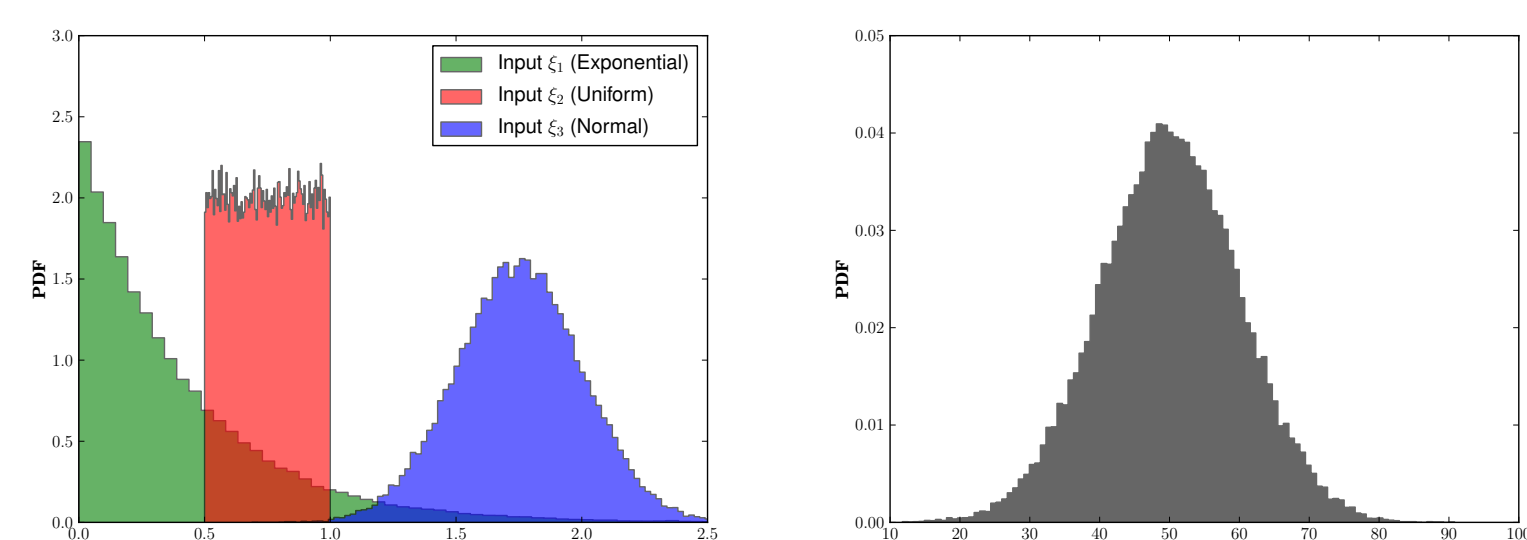 3.0
2.5
2.0
1.5
1.0
0.5
0.0
PDF
0.0 0.5 1.0 1.5 2.0 2.5
Input ξ₁ (Exponential)
Input ξ₂ (Uniform)
Input ξ₃ (Normal)
0.05
0.04
0.03
0.02
0.01
0.00
PDF
10 20 30 40 50 60 70 80 90 100